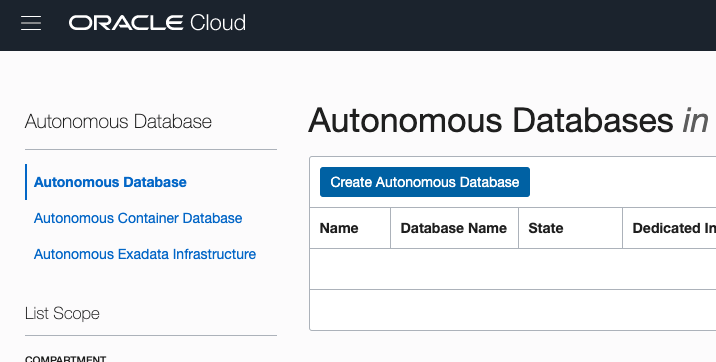 ORACLE Cloud
Autonomous Database
Autonomous Database
Autonomous Container Database
Autonomous Exadata Infrastructure
List Scope
COMPARTMENT
Autonomous Databases in
Create Autonomous Database
Name Database Name State Dedicated In